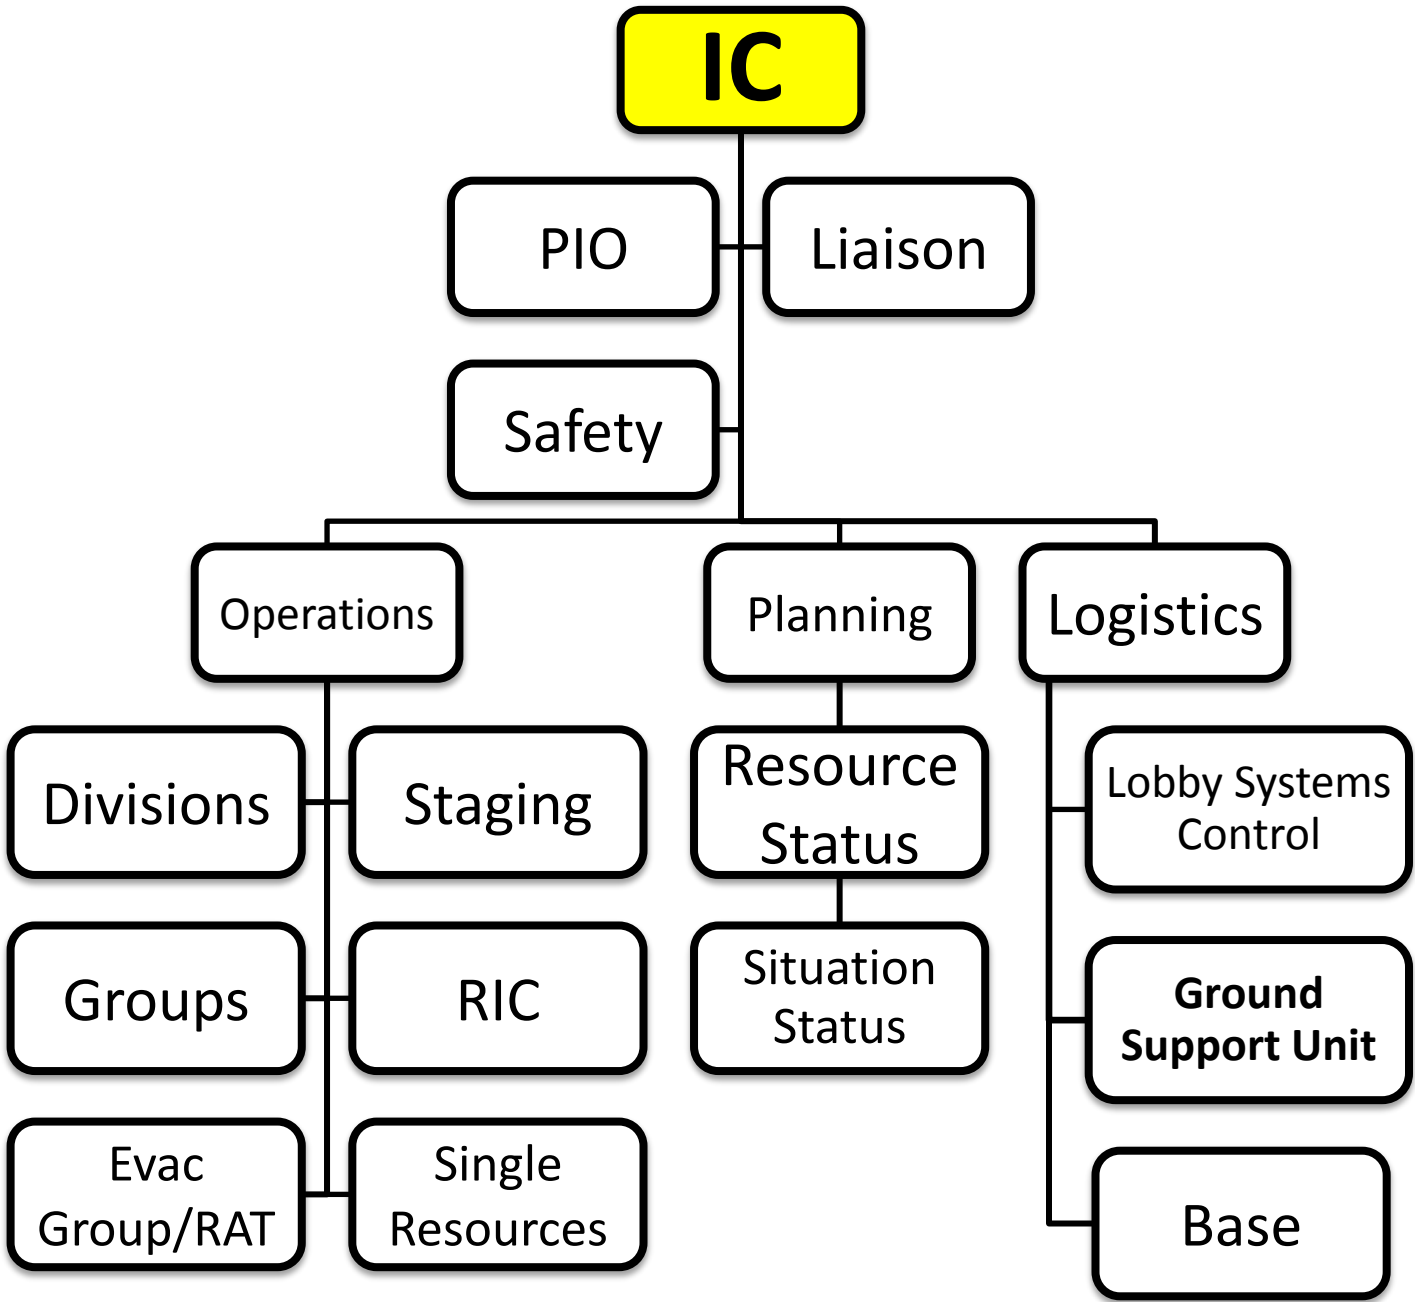 IC
PIO
Liaison
Safety
Operations
Planning
Logistics
Divisions
Staging
Resource
Status
Lobby Systems
Control
Groups
RIC
Situation
Status
Ground
Support Unit
Evac
Group/RAT
Single
Resources
Base